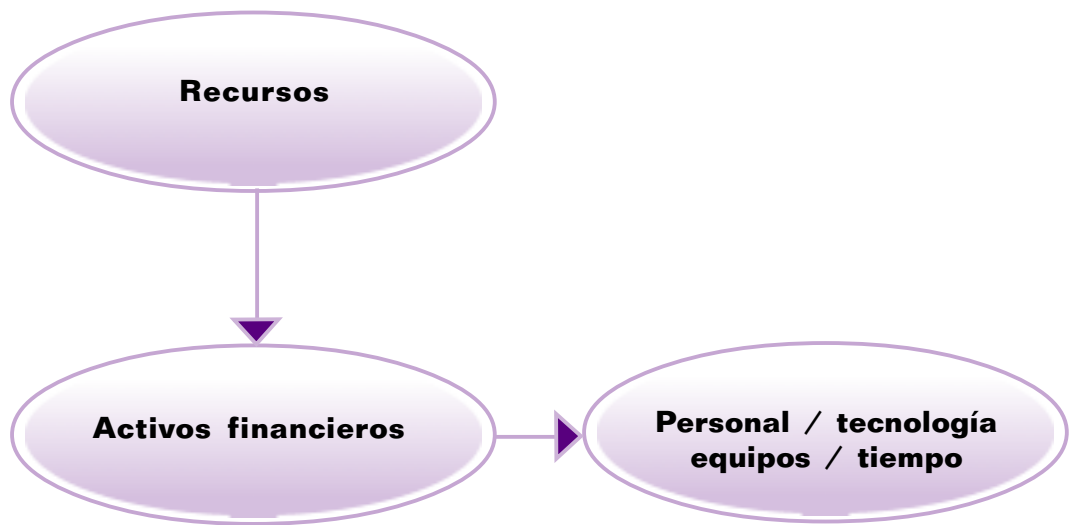 Recursos
Activos financieros
Personal / tecnología
equipos / tiempo